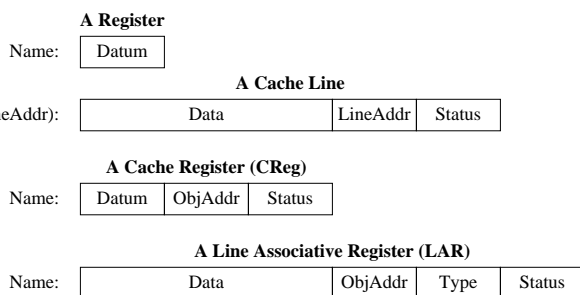 A Register
Name: Datum
A Cache Line
eAddr): Data LineAddr Status
A Cache Register (CReg)
Name: Datum ObjAddr Status
A Line Associative Register (LAR)
Name: Data ObjAddr Type Status